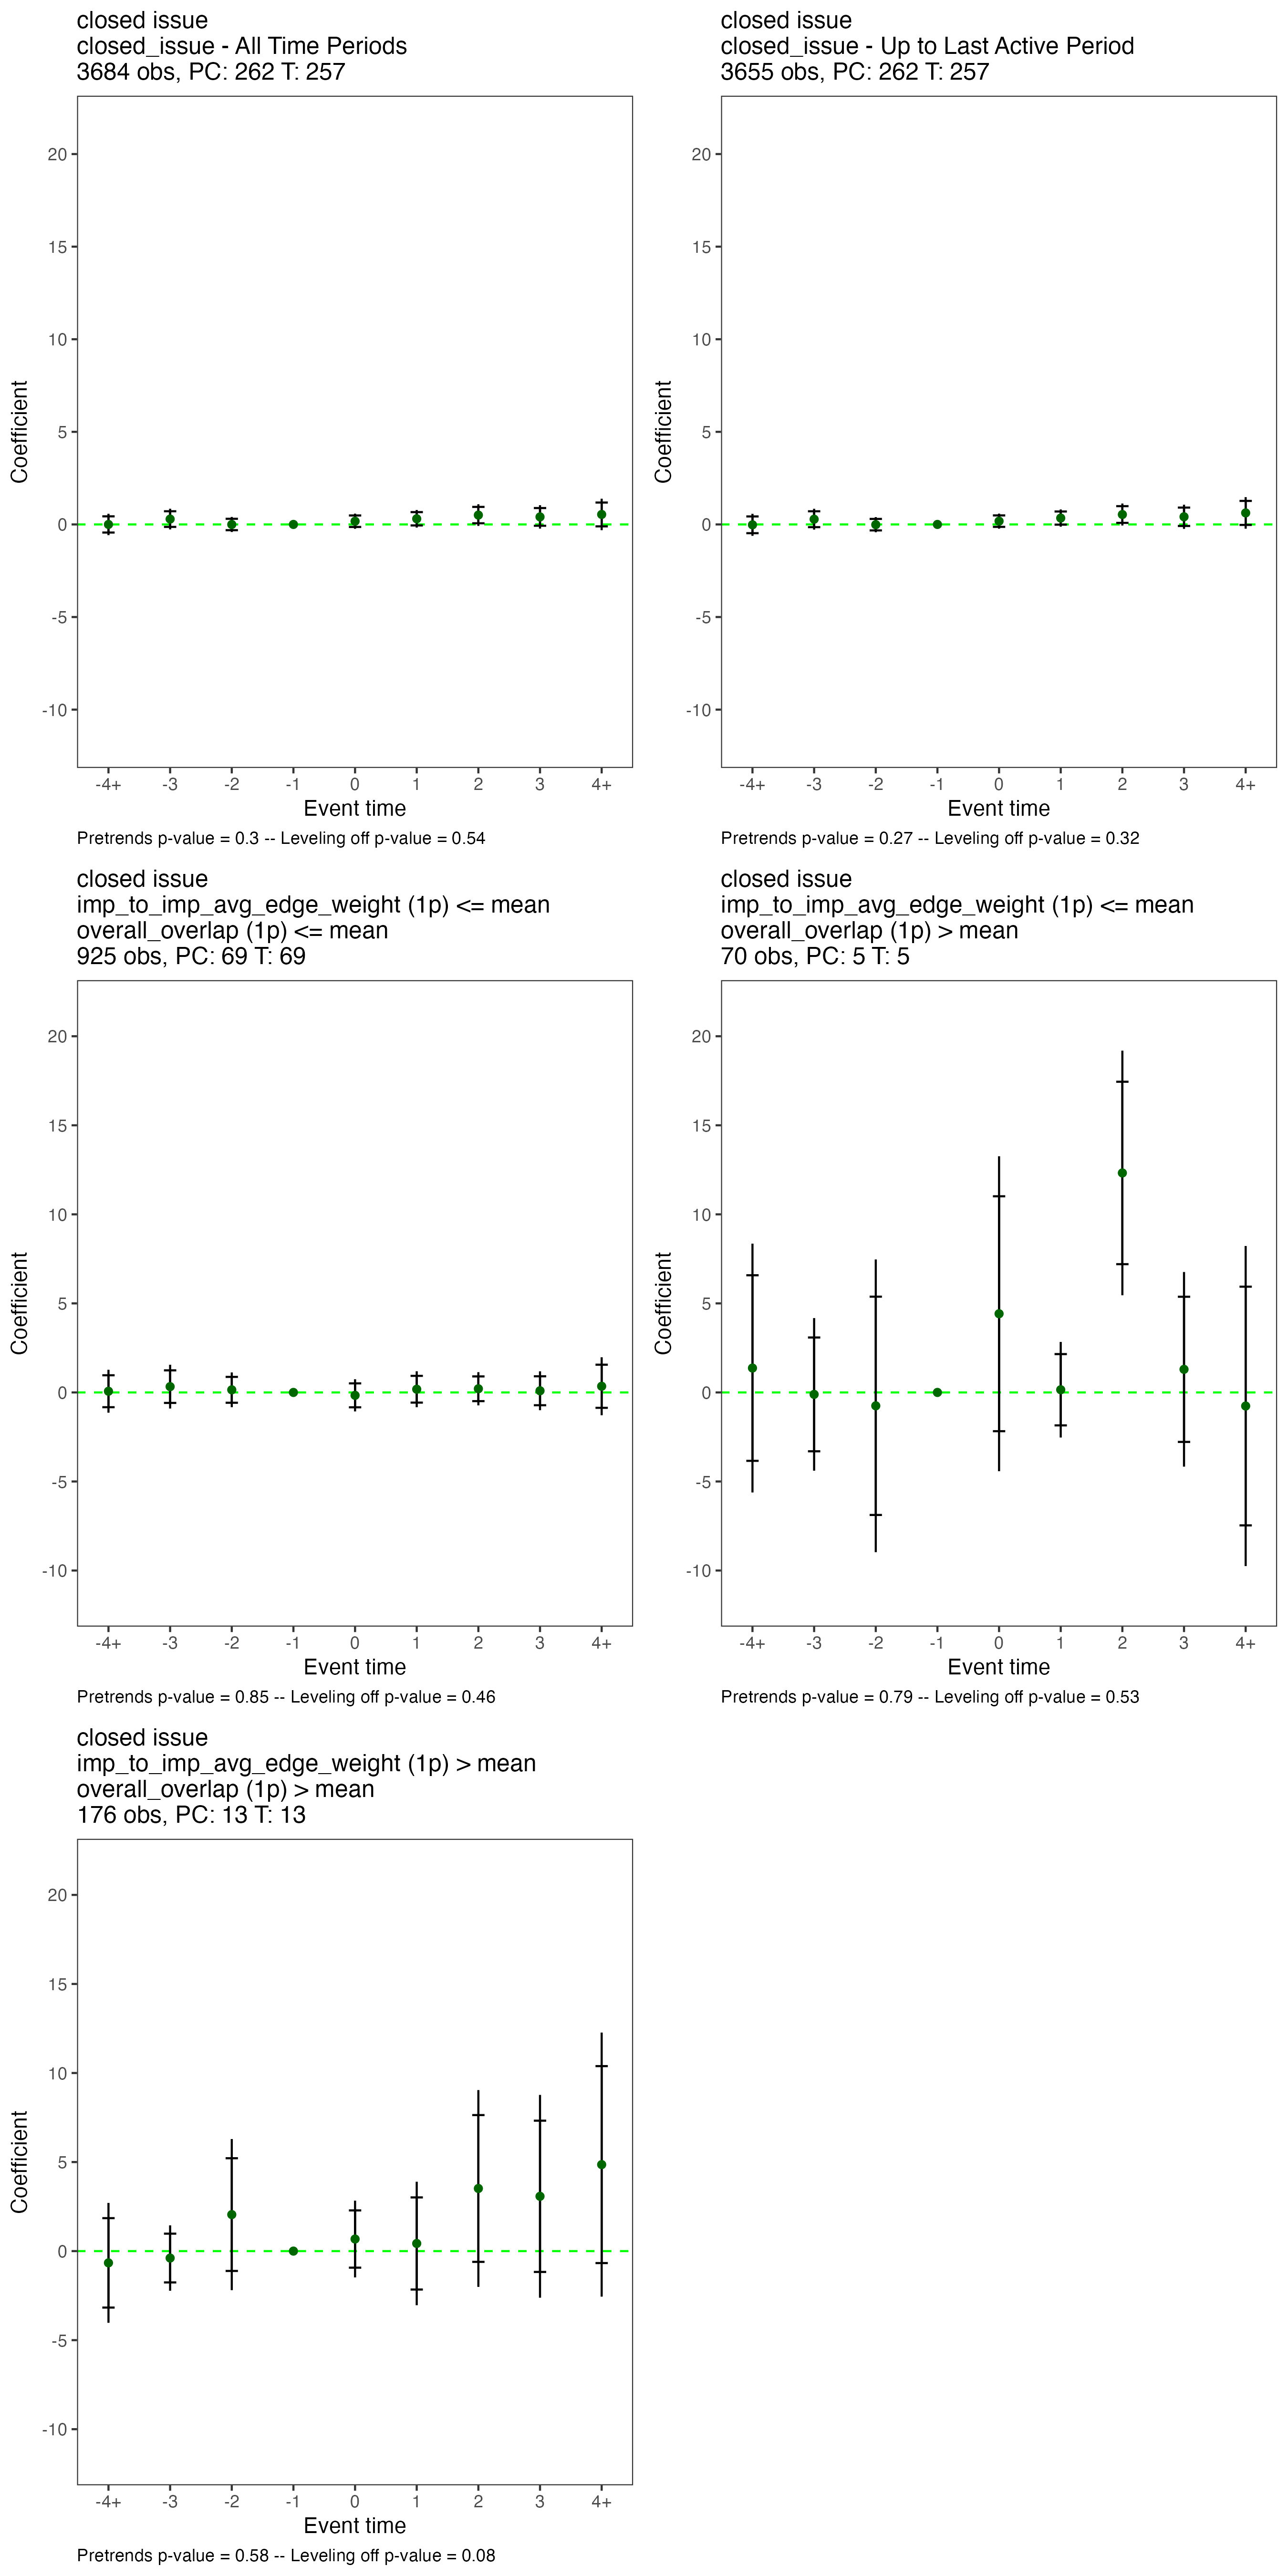 closed issue
closed_issue - All Time Periods
3684 obs, PC: 262 T: 257
20
15
10
5
0
-5
-10
Coefficient
-4+ -3 -2 -1 0 1 2 3 4+
Event time
Pretrends p-value = 0.3 -- Leveling off p-value = 0.54
closed issue
closed_issue - Up to Last Active Period
3655 obs, PC: 262 T: 257
20
15
10
5
0
-5
-10
Coefficient
-4+ -3 -2 -1 0 1 2 3 4+
Event time
Pretrends p-value = 0.27 -- Leveling off p-value = 0.32
closed issue
imp_to_imp_avg_edge_weight (1p) <= mean
overall_overlap (1p) <= mean
925 obs, PC: 69 T: 69
20
15
10
5
0
-5
-10
Coefficient
-4+ -3 -2 -1 0 1 2 3 4+
Event time
Pretrends p-value = 0.85 -- Leveling off p-value = 0.46
closed issue
imp_to_imp_avg_edge_weight (1p) <= mean
overall_overlap (1p) > mean
70 obs, PC: 5 T: 5
20
15
10
5
0
-5
-10
Coefficient
-4+ -3 -2 -1 0 1 2 3 4+
Event time
Pretrends p-value = 0.79 -- Leveling off p-value = 0.53
closed issue
imp_to_imp_avg_edge_weight (1p) > mean
overall_overlap (1p) > mean
176 obs, PC: 13 T: 13
20
15
10
5
0
-5
-10
Coefficient
-4+ -3 -2 -1 0 1 2 3 4+
Event time
Pretrends p-value = 0.58 -- Leveling off p-value = 0.08